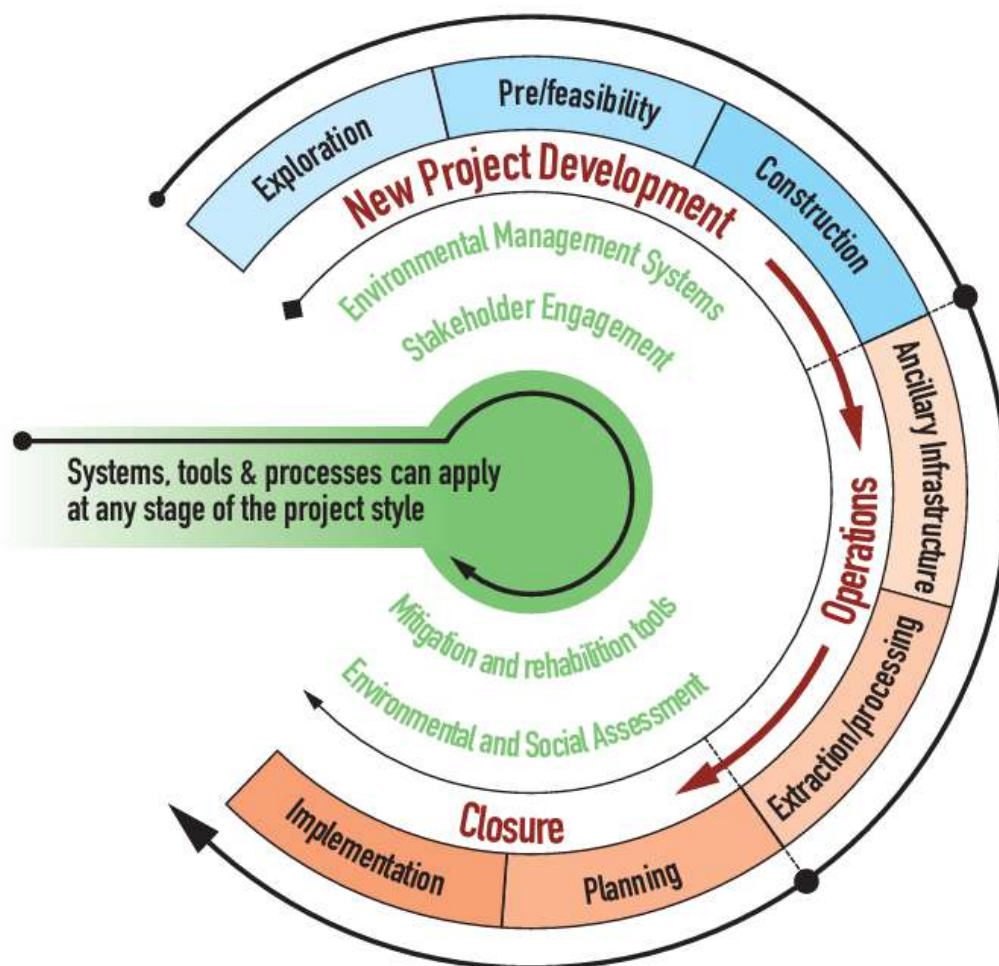 Exploration
Pre/feasibility
Construction
New Project Development
Environmental Management Systems
Stakeholder Engagement
Systems, tools & processes can apply
at any stage of the project style
Ancillary Infrastructure
Operations
Extraction/processing
Mitigation and rehabilition tools
Environmental and Social Assessment
Closure
Planning
Implementation